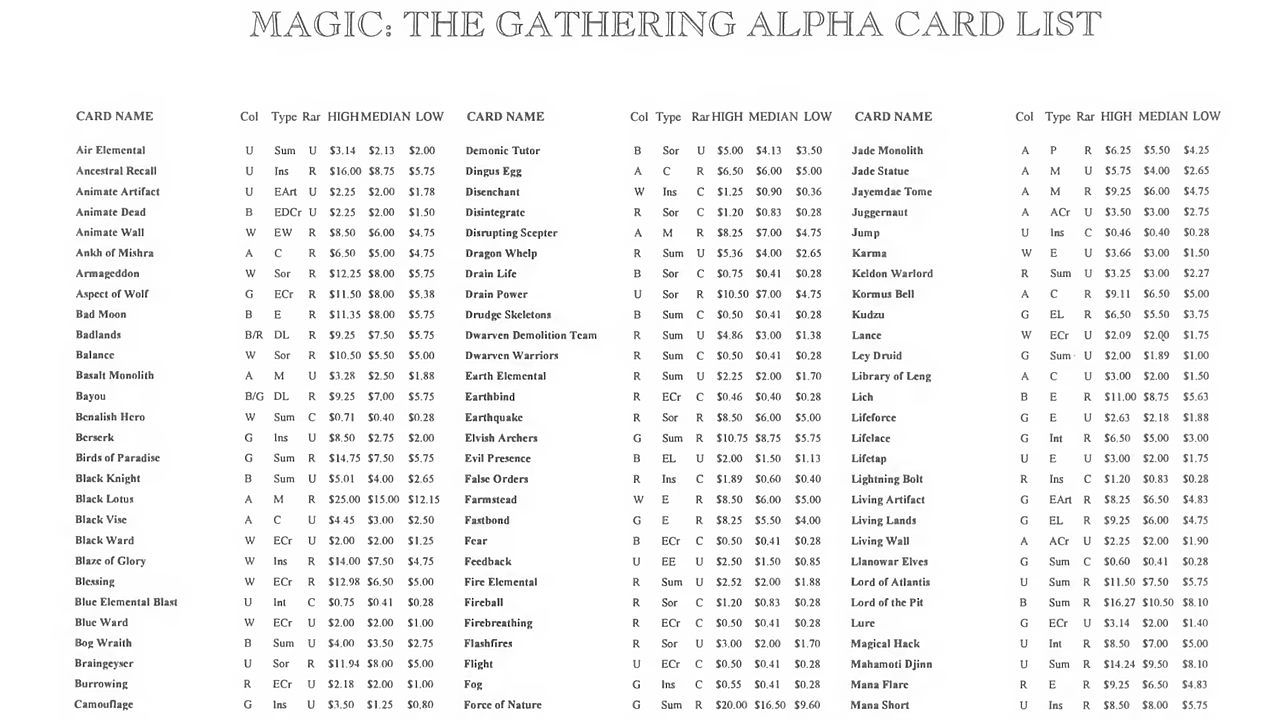 MAGIC: THE GATHERING ALPHA CARD LIST
CARD NAME Col Type Rar HIGH MEDIAN LOW CARD NAME Col Type Rar HIGH MEDIAN LOW CARD NAME Col Type Rar HIGH MEDIAN LOW
Air Elemental U Sum U $3.14 $2.13 $2.00 Demonic Tutor B Sor U $5.00 $4.13 $3.50 Jade Monolith A P R $6.25 $5.50 $4.25
Ancestral Recall U Ins R $16.00 $8.75 $5.75 Dingus Egg A C R $6.50 $6.00 $5.00 Jade Statue A M U $5.75 $4.00 $2.65
Animate Artifact U EArt U $2.25 $2.00 $1.78 Disenchant W Ins C $1.25 $0.90 $0.36 Jayemdae Tome A M R $9.25 $6.00 $4.75
Animate Dead B EDCr U $2.25 $2.00 $1.50 Disintegrate R Sor C $1.20 $0.83 $0.28 Juggernaut A ACr U $3.50 $3.00 $2.75
Animate Wall W EW R $8.50 $6.00 $4.75 Disrupting Scepter A M R $8.25 $7.00 $4.75 Jump U Ins C $0.46 $0.40 $0.28
Ankh of Mishra A C R $6.50 $5.00 $4.75 Dragon Whelp R Sum U $5.36 $4.00 $2.65 Karma W E U $3.66 $3.00 $1.50
Armageddon W Sor R $12.25 $8.00 $5.75 Drain Life B Sor C $0.75 $0.41 $0.28 Keldon Warlord R Sum U $3.25 $3.00 $2.27
Aspect of Wolf G ECr R $11.50 $8.00 $5.38 Drain Power U Sor R $10.50 $7.00 $4.75 Kormus Bell A C R $9.11 $6.50 $5.00
Bad Moon B E R $11.35 $8.00 $5.75 Drudge Skeletons B Sum C $0.50 $0.41 $0.28 Kudzu G EL R $6.50 $5.50 $3.75
Badlands B/R DL R $9.25 $7.50 $5.75 Dwarven Demolition Team R Sum U $4.86 $3.00 $1.38 Lance W ECr U $2.09 $2.00 $1.75
Balance W Sor R $10.50 $5.50 $5.00 Dwarven Warriors R Sum C $0.50 $0.41 $0.28 Ley Druid G Sum U $2.00 $1.89 $1.00
Basalt Monolith A M U $3.28 $2.50 $1.88 Earth Elemental R Sum U $2.25 $2.00 $1.70 Library of Leng A C U $3.00 $2.00 $1.50
Bayou B/G DL R $9.25 $7.00 $5.75 Earthbind R ECr C $0.46 $0.40 $0.28 Lich B E R $11.00 $8.75 $5.63
Benalish Hero W Sum C $0.71 $0.40 $0.28 Earthquake R Sor R $8.50 $6.00 $5.00 Lifeforce G E U $2.63 $2.18 $1.88
Berserk G Ins U $8.50 $2.75 $2.00 Elvish Archers G Sum R $10.75 $8.75 $5.75 Lifelace G Int R $6.50 $5.00 $3.00
Birds of Paradise G Sum R $14.75 $7.50 $5.75 Evil Presence B EL U $2.00 $1.50 $1.13 Lifetap U E U $3.00 $2.00 $1.75
Black Knight B Sum U $5.01 $4.00 $2.65 False Orders R Ins C $1.89 $0.60 $0.40 Lightning Bolt R Ins C $1.20 $0.83 $0.28
Black Lotus A M R $25.00 $15.00 $12.15 Farmstead W E R $8.50 $6.00 $5.00 Living Artifact G EArt R $8.25 $6.50 $4.83
Black Vise A C U $4.45 $3.00 $2.50 Fastbond G E R $8.25 $5.50 $4.00 Living Lands G EL R $9.25 $6.00 $4.75
Black Ward W ECr U $2.00 $2.00 $1.25 Fear B ECr C $0.50 $0.41 $0.28 Living Wall A ACr U $2.25 $2.00 $1.90
Blaze of Glory W Ins R $14.00 $7.50 $4.75 Feedback U EE U $2.50 $1.50 $0.85 Llanowar Elves G Sum C $0.60 $0.41 $0.28
Blessing W ECr R $12.98 $6.50 $5.00 Fire Elemental R Sum U $2.52 $2.00 $1.88 Lord of Atlantis U Sum R $11.50 $7.50 $5.75
Blue Elemental Blast U Int C $0.75 $0.41 $0.28 Fireball R Sor C $1.20 $0.83 $0.28 Lord of the Pit B Sum R $16.27 $10.50 $8.10
Blue Ward W ECr U $2.00 $2.00 $1.00 Firebreathing R ECr C $0.50 $0.41 $0.28 Lure G ECr U $3.14 $2.00 $1.40
Bog Wraith B Sum U $4.00 $3.50 $2.75 Flashfires R Sor U $3.00 $2.00 $1.70 Magical Hack U Int R $8.50 $7.00 $5.00
Braingeyser U Sor R $11.94 $8.00 $5.00 Flight U ECr C $0.50 $0.41 $0.28 Mahamoti Djinn U Sum R $14.24 $9.50 $8.10
Burrowing R ECr U $2.18 $2.00 $1.00 Fog G Ins C $0.55 $0.41 $0.28 Mana Flare R E R $9.25 $6.50 $4.83
Camouflage G Ins U $3.50 $1.25 $0.80 Force of Nature G Sum R $20.00 $16.50 $9.60 Mana Short U Ins R $8.50 $8.00 $5.75